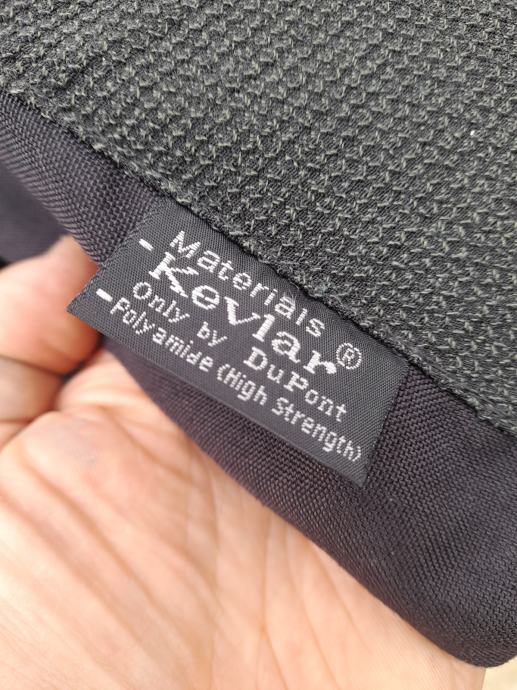 Materials
-Kevlar®
Only by DuPont
-Polyamide (High Strength)